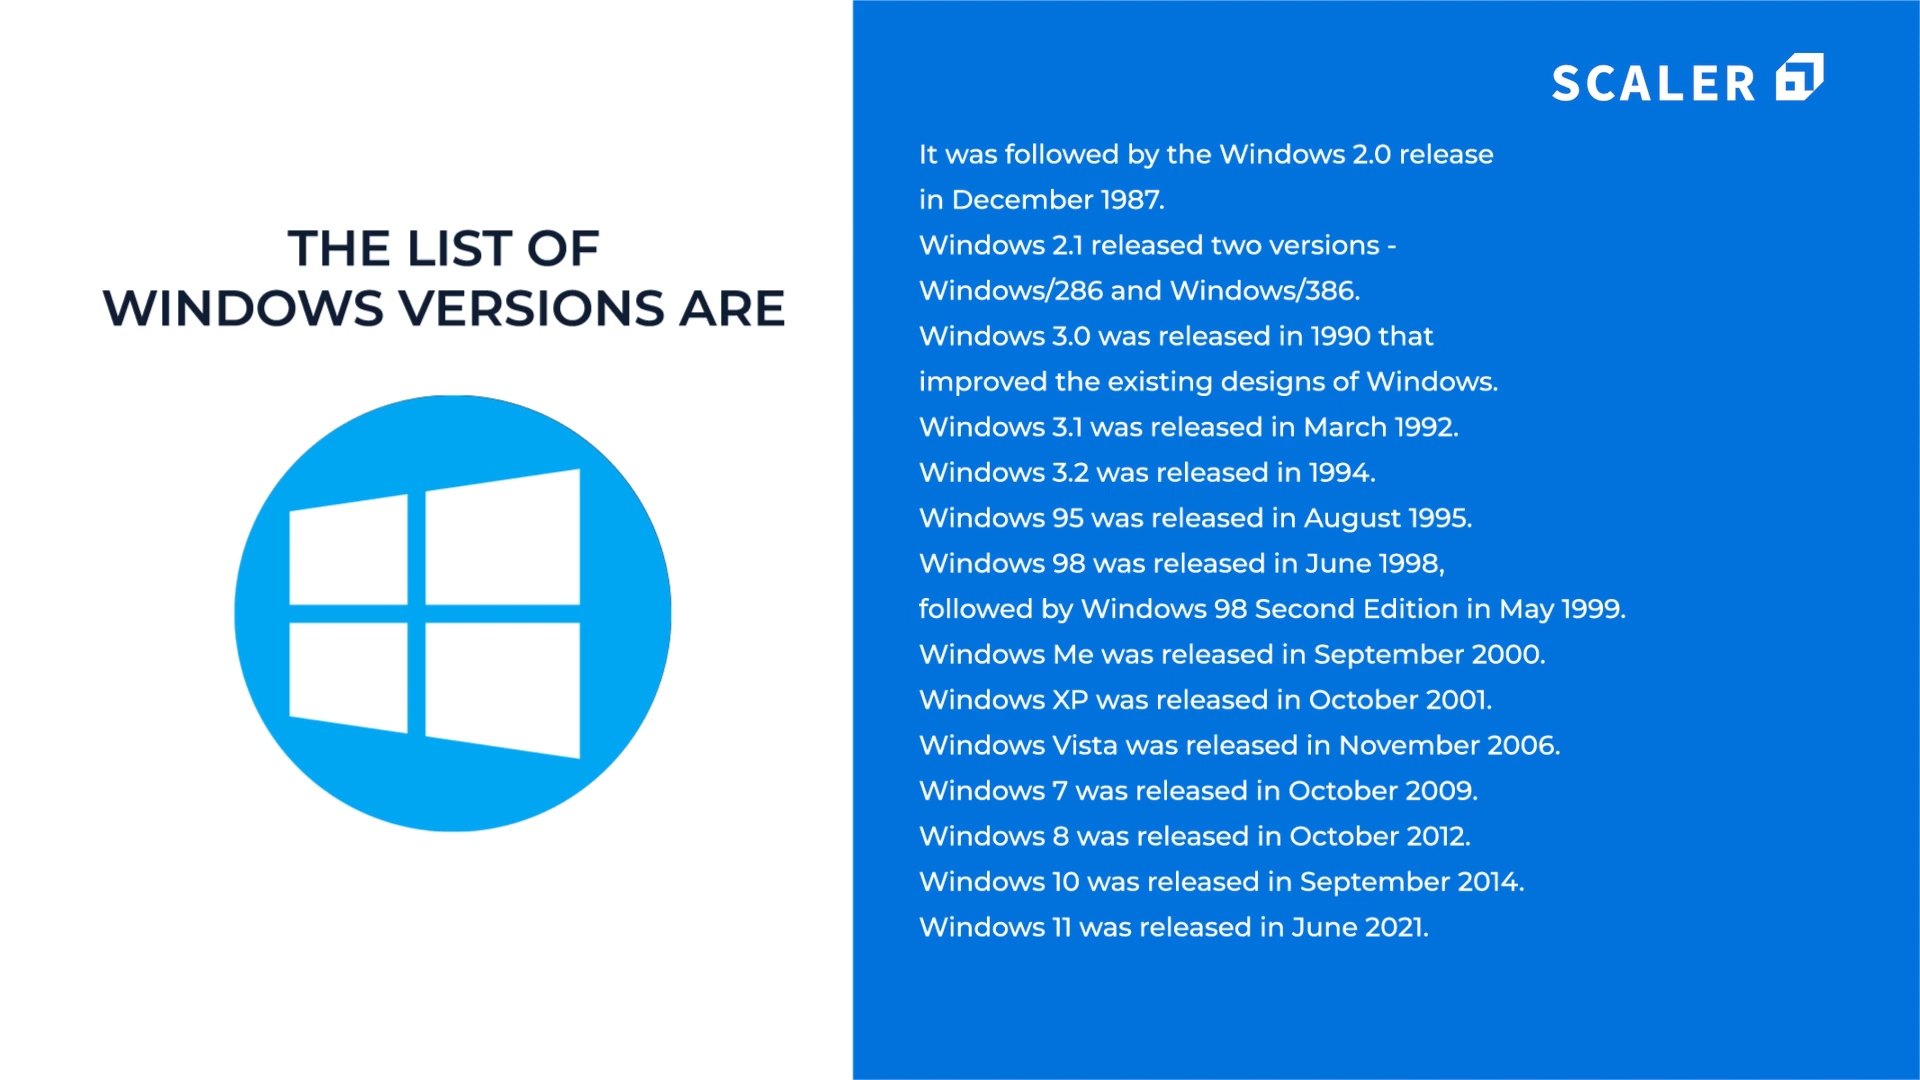 THE LIST OF
WINDOWS VERSIONS ARE
SCALER
It was followed by the Windows 2.0 release
in December 1987.
Windows 2.1 released two versions -
Windows/286 and Windows/386.
Windows 3.0 was released in 1990 that
improved the existing designs of Windows.
Windows 3.1 was released in March 1992.
Windows 3.2 was released in 1994.
Windows 95 was released in August 1995.
Windows 98 was released in June 1998,
followed by Windows 98 Second Edition in May 1999.
Windows Me was released in September 2000.
Windows XP was released in October 2001.
Windows Vista was released in November 2006.
Windows 7 was released in October 2009.
Windows 8 was released in October 2012.
Windows 10 was released in September 2014.
Windows 11 was released in June 2021.